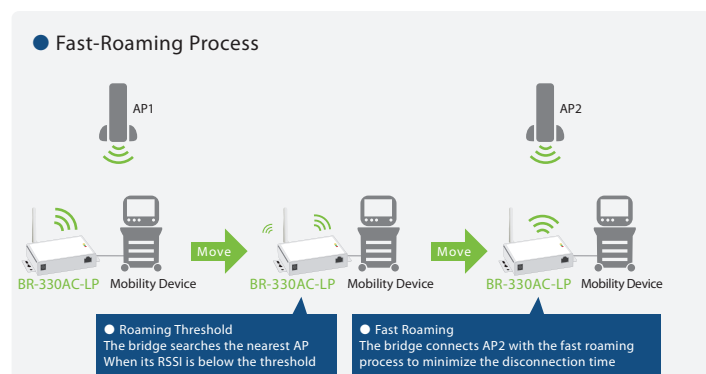 ● Fast-Roaming Process
AP1
AP2
Move
Move
BR-330AC-LP Mobility Device
BR-330AC-LP Mobility Device
BR-330AC-LP Mobility Device
● Roaming Threshold
The bridge searches the nearest AP
When its RSSI is below the threshold
● Fast Roaming
The bridge connects AP2 with the fast roaming
process to minimize the disconnection time